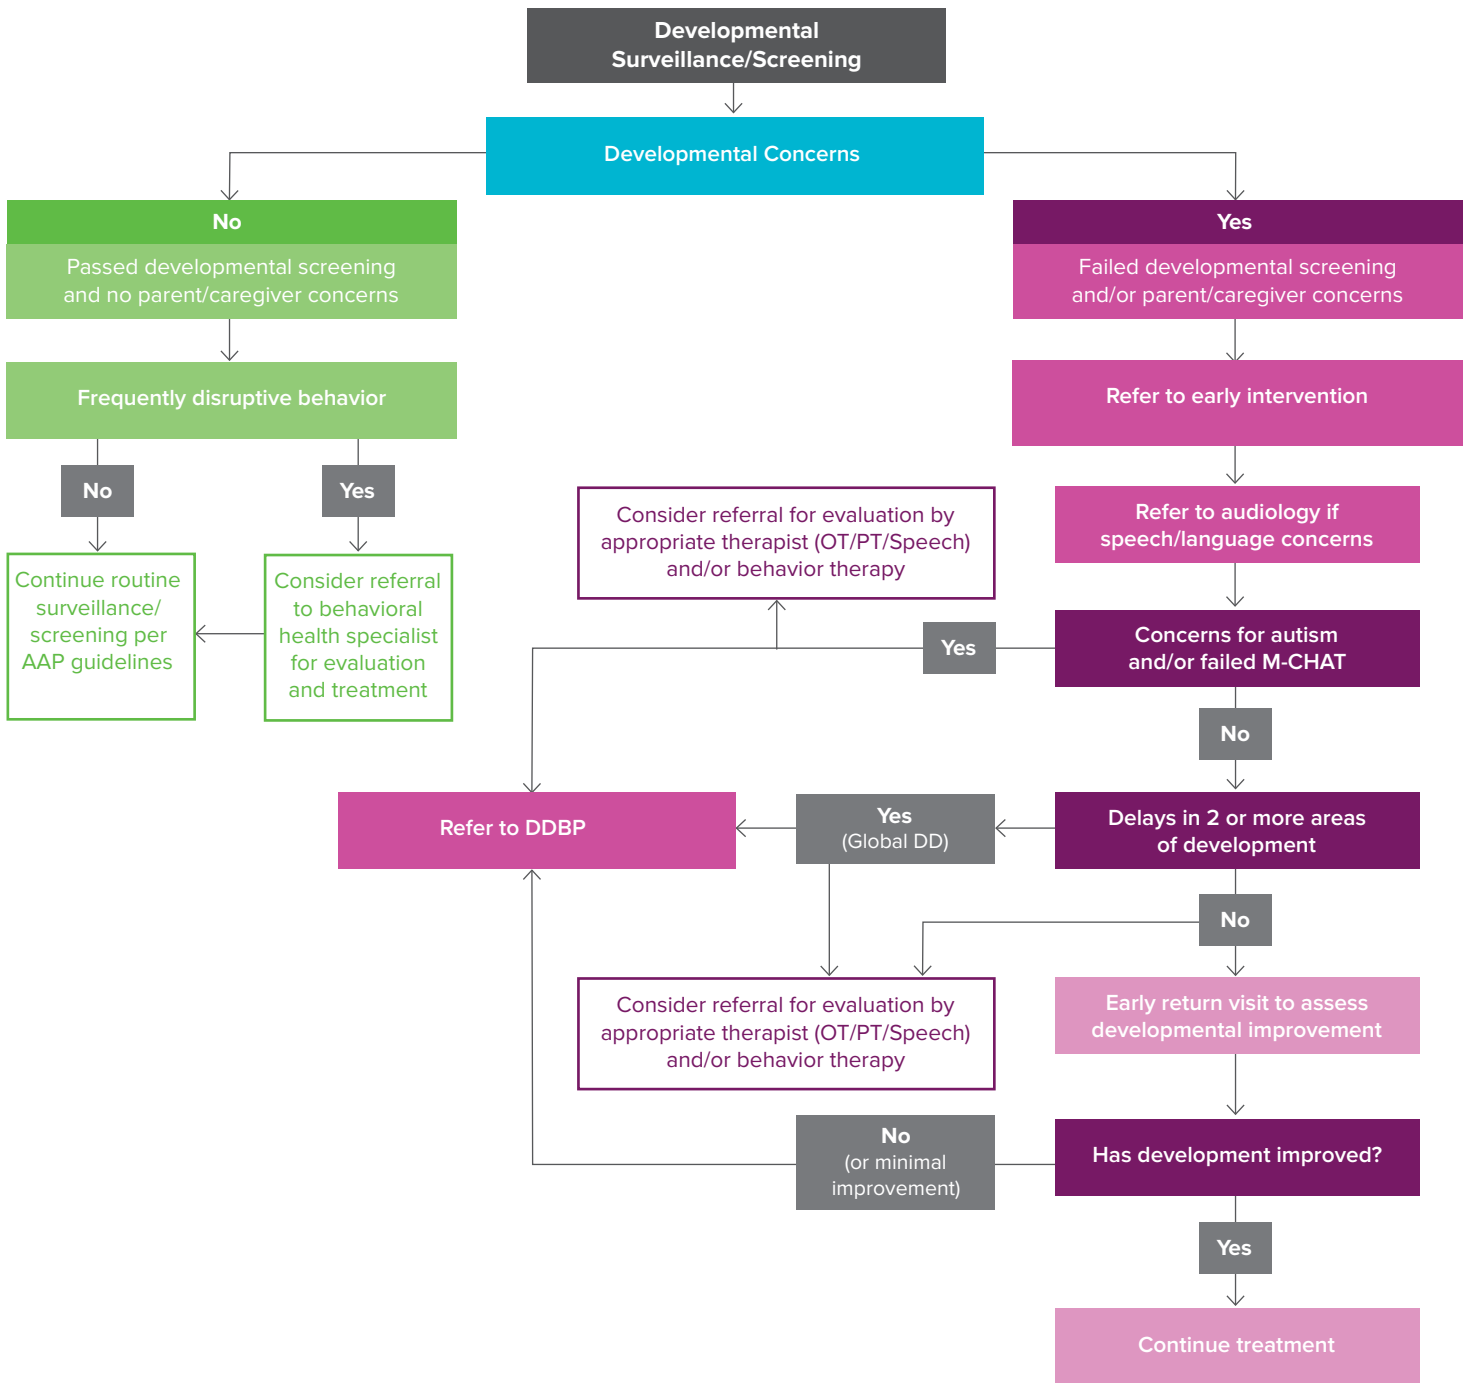 Developmental
Surveillance/Screening
Developmental Concerns
No
Passed developmental screening
and no parent/caregiver concerns
Frequently disruptive behavior
No
Yes
Continue routine
surveillance/
screening per
AAP guidelines
Consider referral
to behavioral
health specialist
for evaluation
and treatment
Yes
Failed developmental screening
and/or parent/caregiver concerns
Refer to early intervention
Refer to audiology if
speech/language concerns
Concerns for autism
and/or failed M-CHAT
Yes
Consider referral for evaluation by
appropriate therapist (OT/PT/Speech)
and/or behavior therapy
No
Delays in 2 or more areas
of development
Yes
(Global DD)
Refer to DDBP
No
Consider referral for evaluation by
appropriate therapist (OT/PT/Speech)
and/or behavior therapy
Early return visit to assess
developmental improvement
Has development improved?
No
(or minimal
improvement)
Yes
Continue treatment